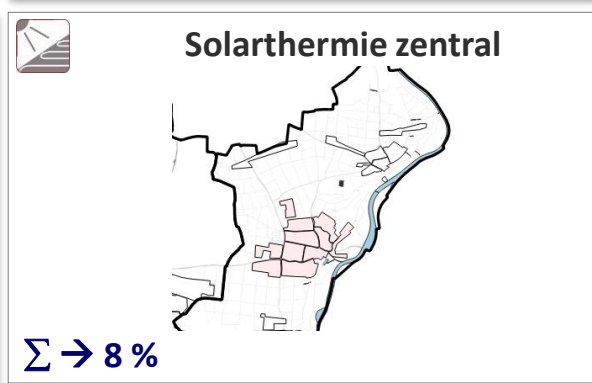 Solarthermie zentral
∑ → 8 %